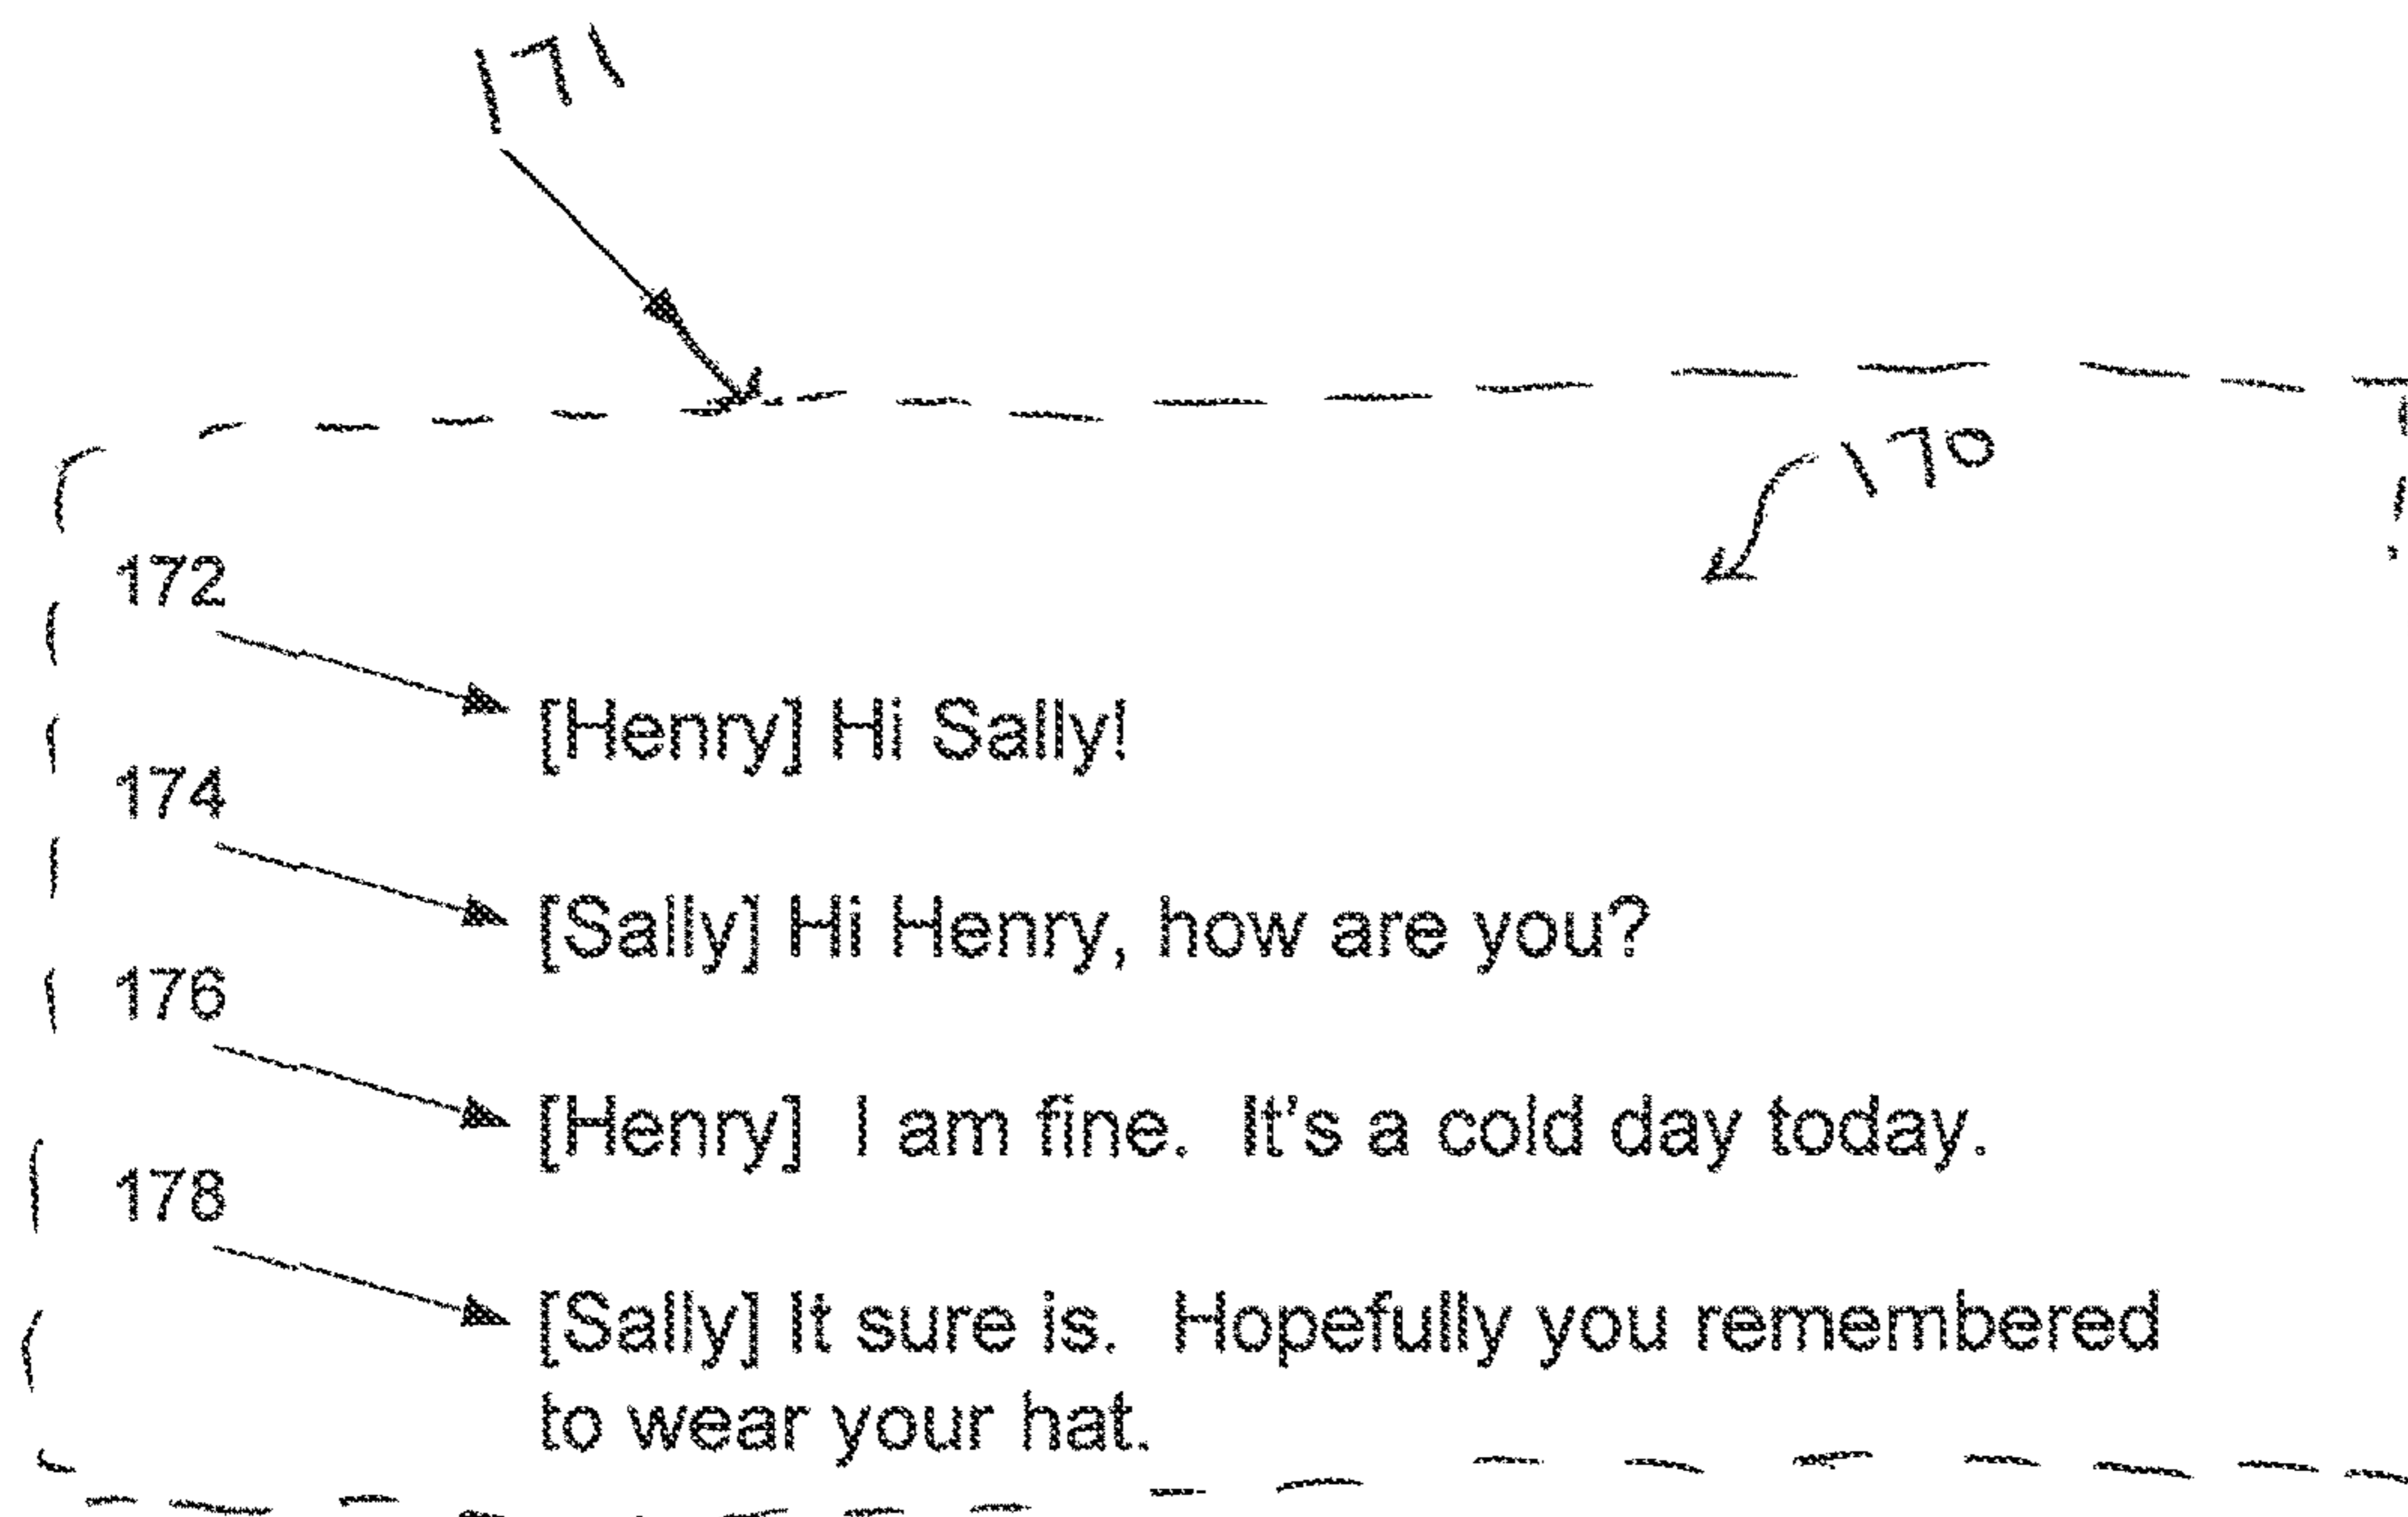 171
170
172
[Henry] Hi Sally!
174
[Sally] Hi Henry, how are you?
176
[Henry]  I am fine.  It's a cold day today.
178
[Sally] It sure is.  Hopefully you remembered
to wear your hat.